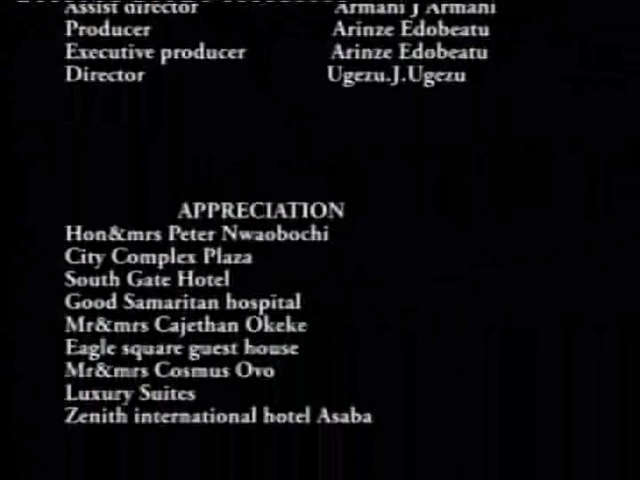 Assist director Armani J Armani
Producer Arinze Edobeatu
Executive producer Arinze Edobeatu
Director Ugezu.J.Ugezu
APPRECIATION
Hon&mrs Peter Nwaobochi
City Complex Plaza
South Gate Hotel
Good Samaritan hospital
Mr&mrs Cajethan Okeke
Eagle square guest house
Mr&mrs Cosmus Ovo
Luxury Suites
Zenith international hotel Asaba